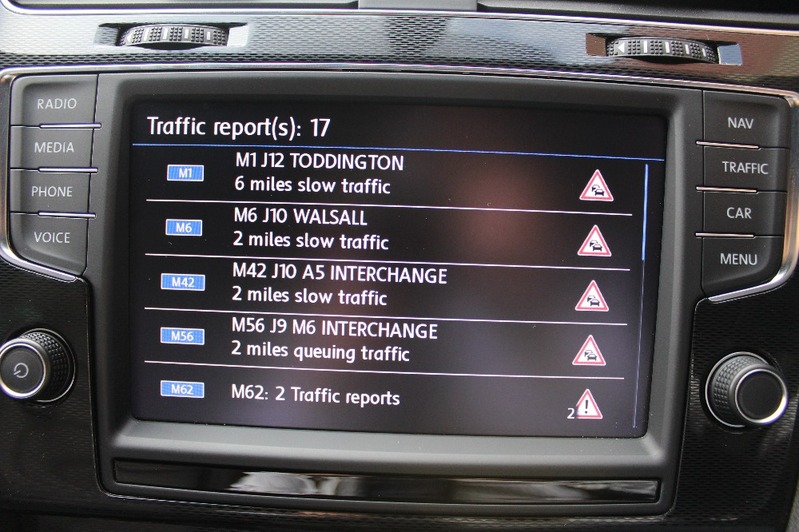 RADIO
MEDIA
PHONE
VOICE
Traffic report(s): 17
M1
M1 J12 TODDINGTON
6 miles slow traffic
M6
M6 J10 WALSALL
2 miles slow traffic
M42
M42 J10 A5 INTERCHANGE
2 miles slow traffic
M56
M56 J9 M6 INTERCHANGE
2 miles queuing traffic
M62
M62: 2 Traffic reports
2
NAV
TRAFFIC
CAR
MENU